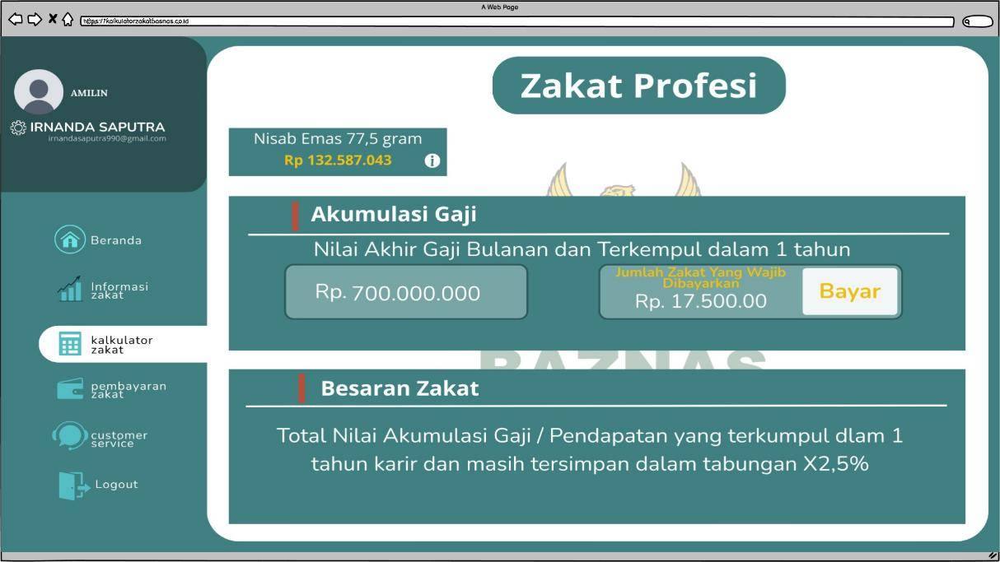 A Web Page
https://kalkulatorzakatbasnas.co.id
AMILIN
IRNANDA SAPUTRA
irnandasaputra990@gmail.com
Beranda
Informasi
zakat
kalkulator
zakat
pembayaran
zakat
customer
service
Logout
Zakat Profesi
Nisab Emas 77,5 gram
Rp 132.587.043
Akumulasi Gaji
Nilai Akhir Gaji Bulanan dan Terkempul dalam 1 tahun
Rp. 700.000.000
Jumlah Zakat Yang Wajib
Dibayarkan
Rp. 17.500.00
Bayar
BAZNAS
Besaran Zakat
Total Nilai Akumulasi Gaji / Pendapatan yang terkumpul dlam 1
tahun karir dan masih tersimpan dalam tabungan X2,5%